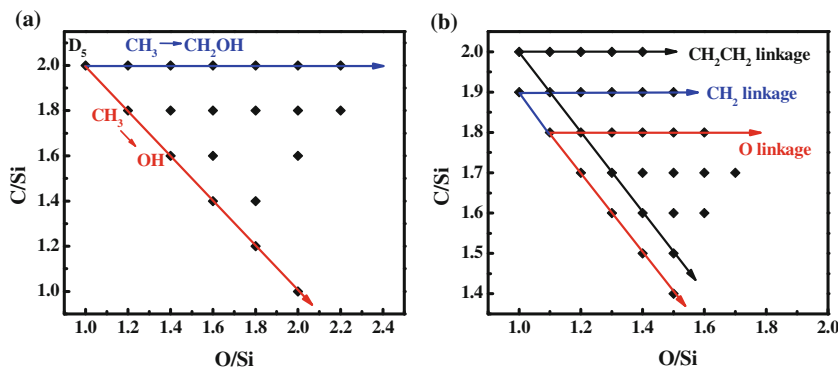 (a)
D5
CH3→CH2OH
CH3
↘
OH
2.0
1.8
1.6
1.4
1.2
1.0
C/Si
1.0 1.2 1.4 1.6 1.8 2.0 2.2 2.4
O/Si
(b)
CH2CH2 linkage
CH2 linkage
O linkage
2.0
1.9
1.8
1.7
1.6
1.5
1.4
C/Si
1.0 1.2 1.4 1.6 1.8 2.0
O/Si